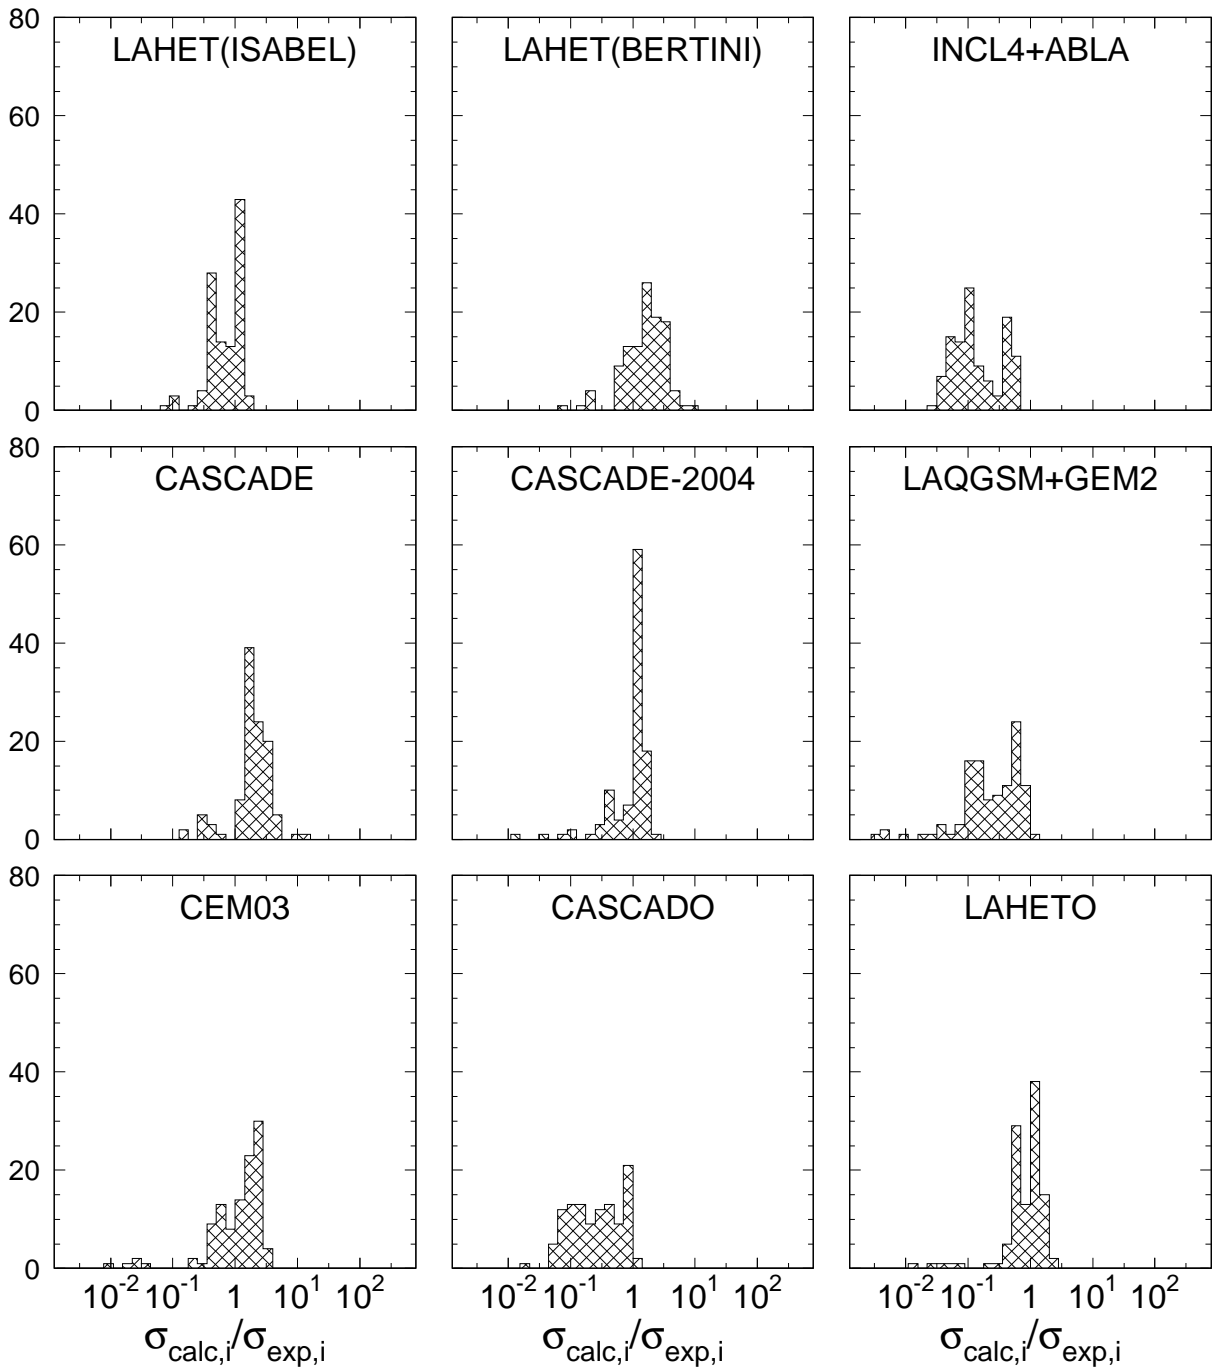 80
60
40
20
0
LAHET(ISABEL)
LAHET(BERTINI)
INCL4+ABLA
80
60
40
20
0
CASCADE
CASCADE-2004
LAQGSM+GEM2
80
60
40
20
0
CEM03
CASCADO
LAHETO
10^-2 10^-1 1 10^1 10^2
10^-2 10^-1 1 10^1 10^2
10^-2 10^-1 1 10^1 10^2
σcalc,i/σexp,i
σcalc,i/σexp,i
σcalc,i/σexp,i